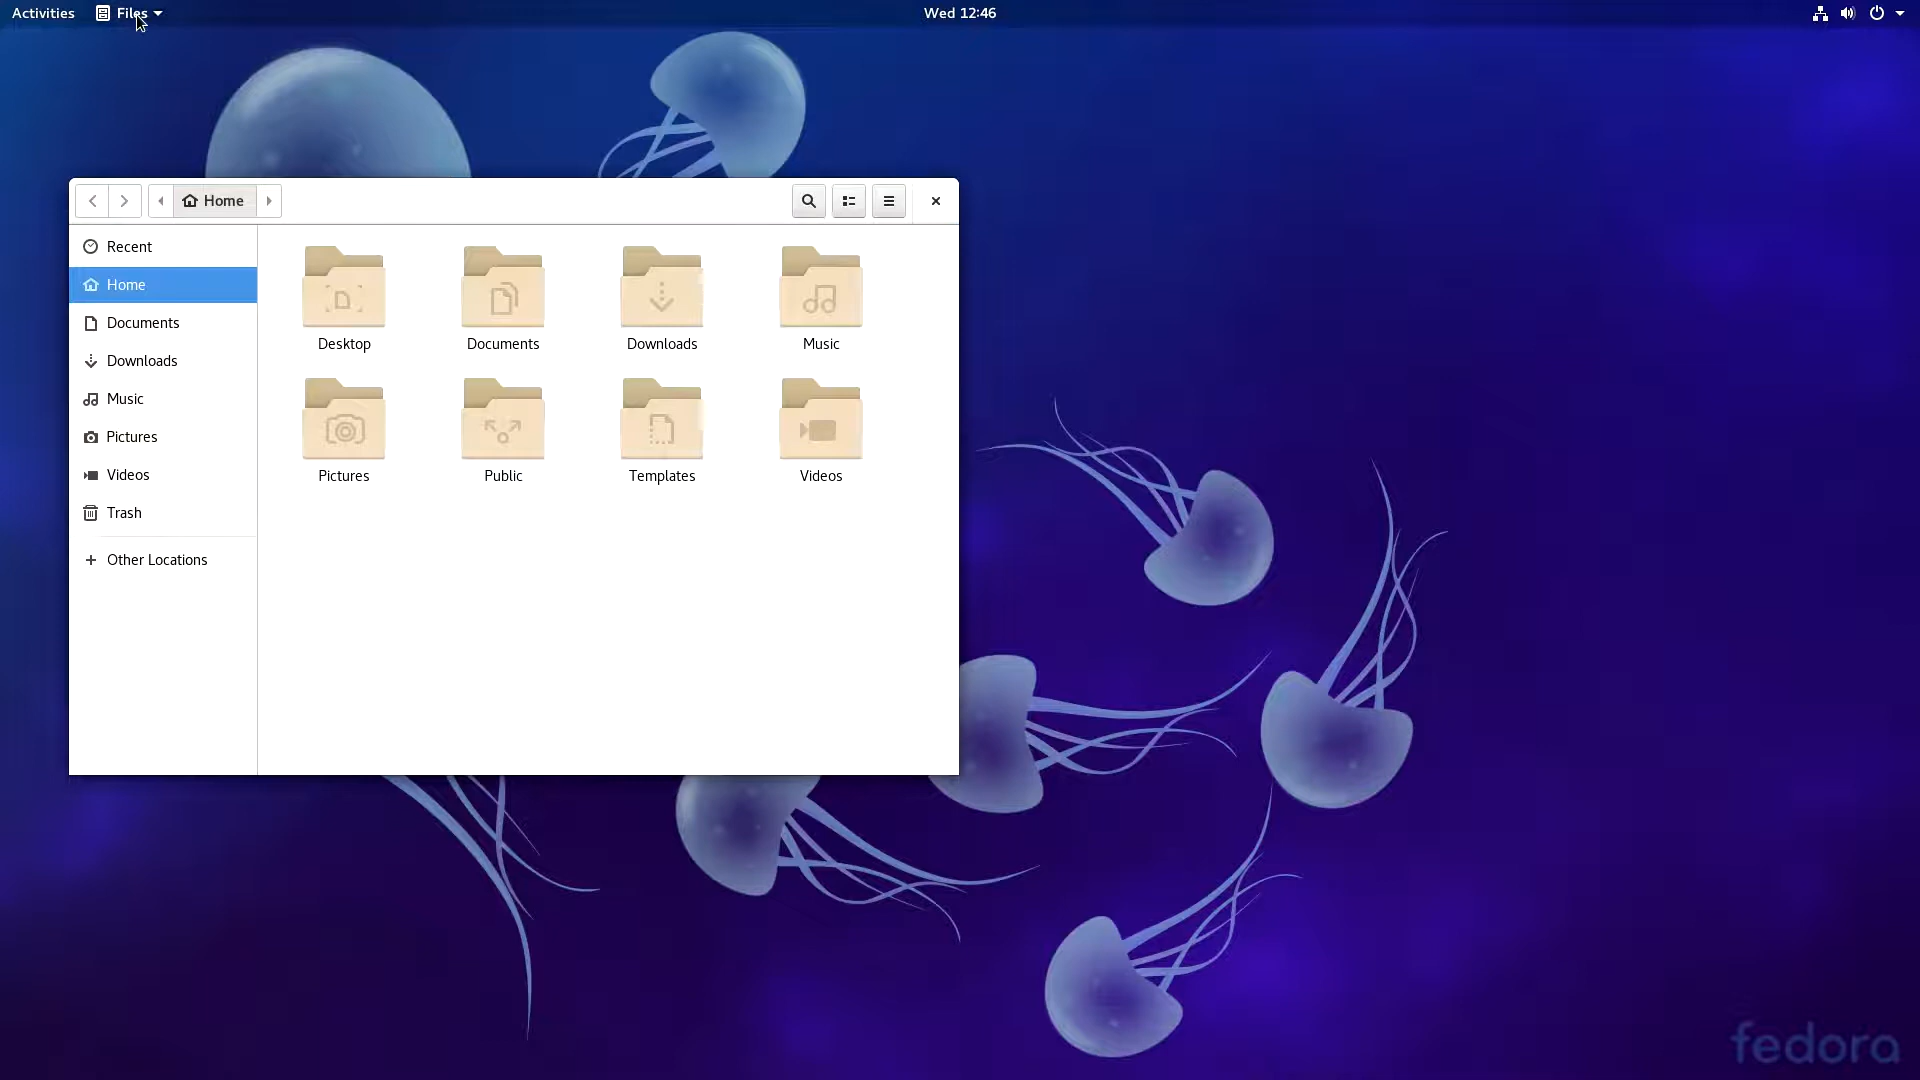 Activities
Files
Wed 12:46
Home
Recent
Home
Documents
Downloads
Music
Pictures
Videos
Trash
Other Locations
Desktop
Documents
Downloads
Music
Pictures
Public
Templates
Videos
fedora